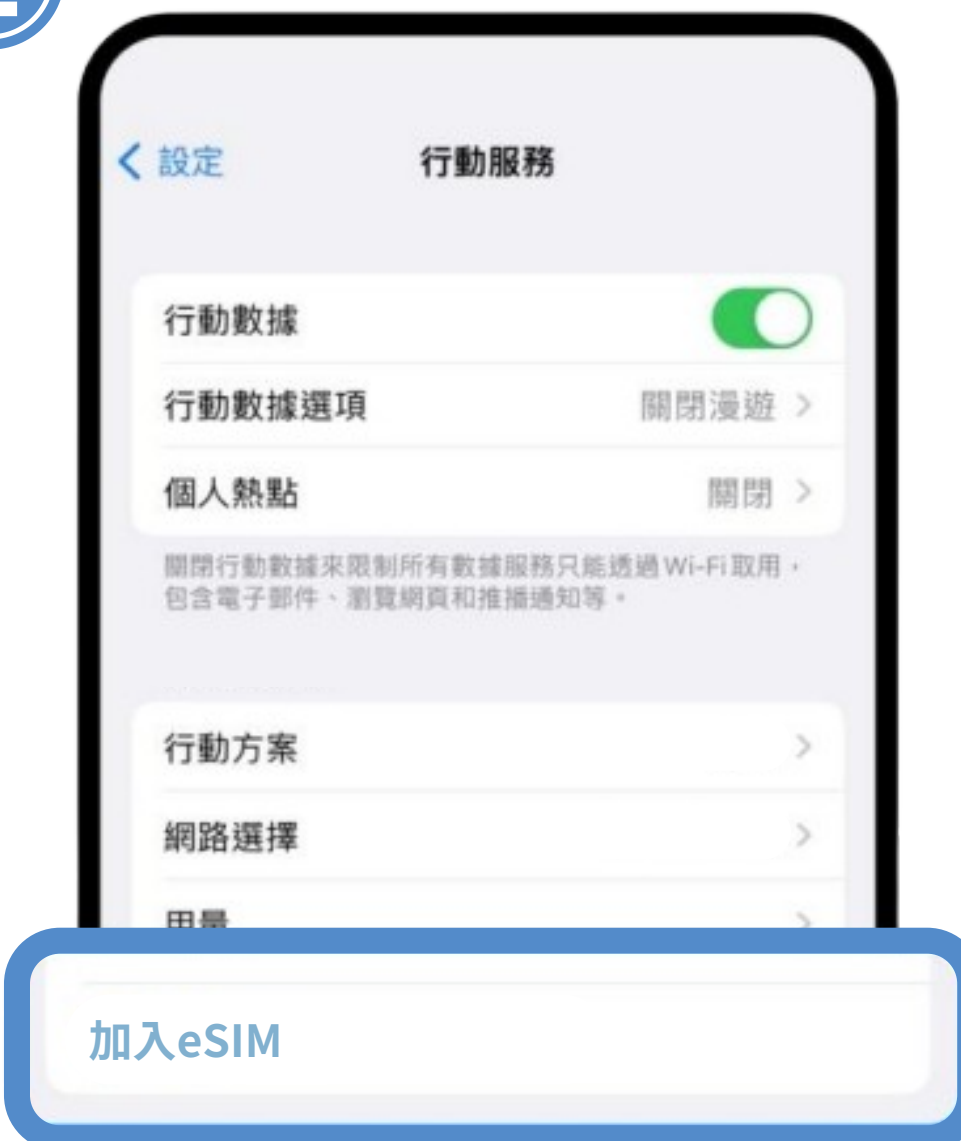 設定
行動服務
行動數據
行動數據選項 關閉漫遊
個人熱點 關閉
關閉行動數據來限制所有數據服務只能透過 Wi-Fi 取用，
包含電子郵件、瀏覽網頁和推播通知等。
行動方案
網路選擇
用量
加入eSIM